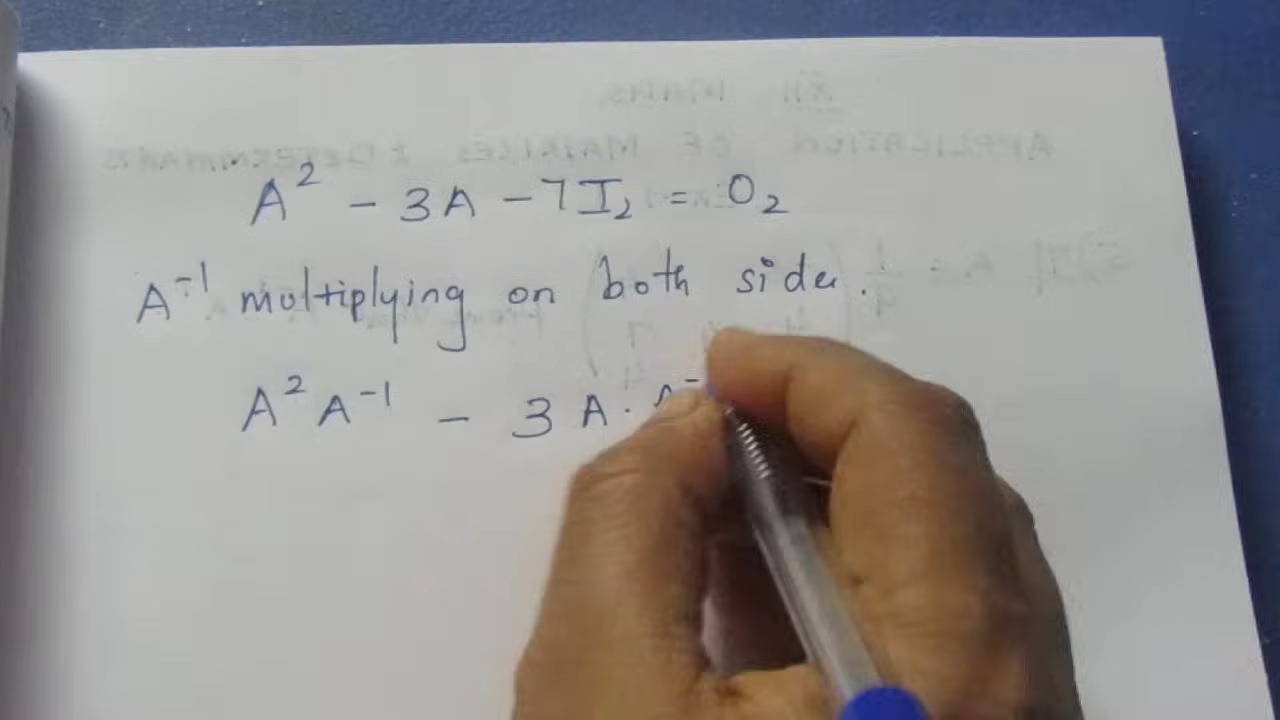 A² - 3A - 7I₂ = O₂
A⁻¹ multiplying on both side.
A²A⁻¹ - 3A · A⁻